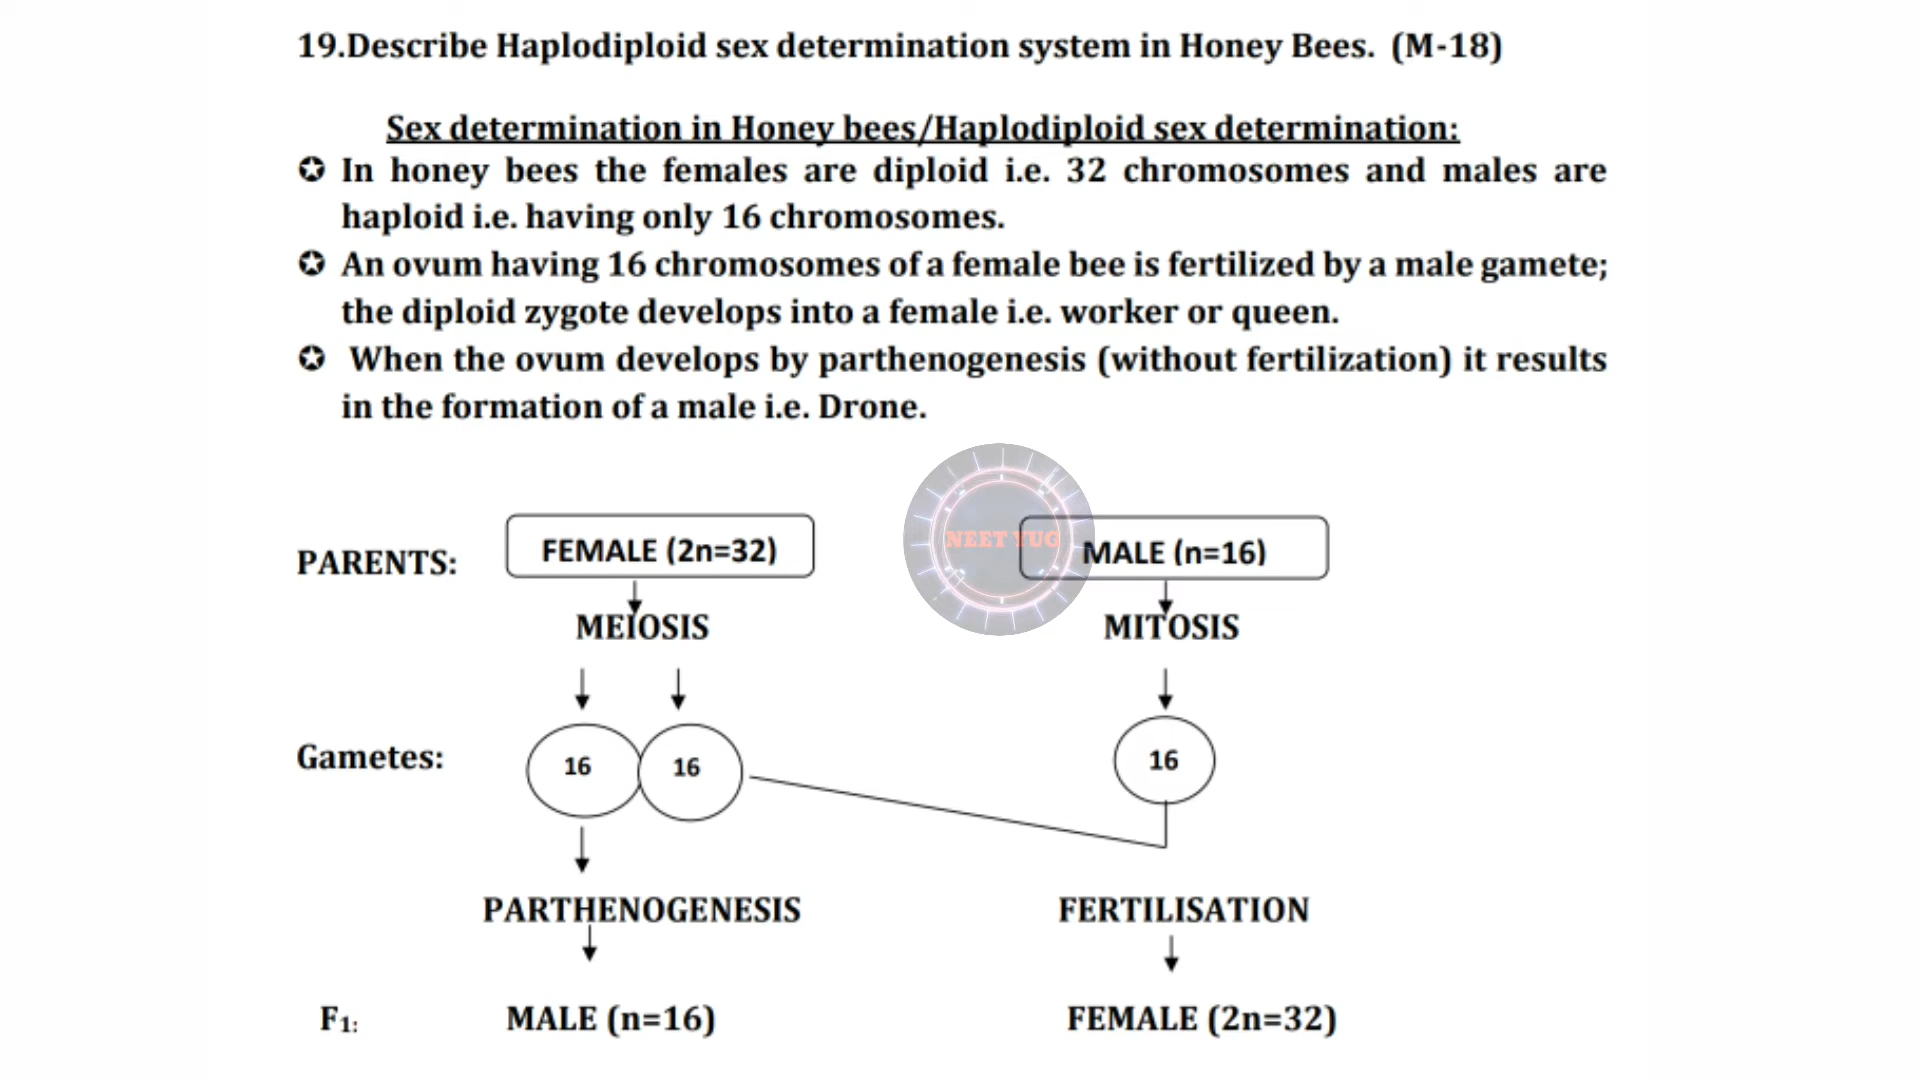 19.Describe Haplodiploid sex determination system in Honey Bees. (M-18)
Sex determination in Honey bees/Haplodiploid sex determination:
✪ In honey bees the females are diploid i.e. 32 chromosomes and males are
haploid i.e. having only 16 chromosomes.
✪ An ovum having 16 chromosomes of a female bee is fertilized by a male gamete;
the diploid zygote develops into a female i.e. worker or queen.
✪ When the ovum develops by parthenogenesis (without fertilization) it results
in the formation of a male i.e. Drone.
NEET YUG
PARENTS: FEMALE (2n=32) MALE (n=16)
MEIOSIS MITOSIS
Gametes: 16 16 16
PARTHENOGENESIS FERTILISATION
F1: MALE (n=16) FEMALE (2n=32)